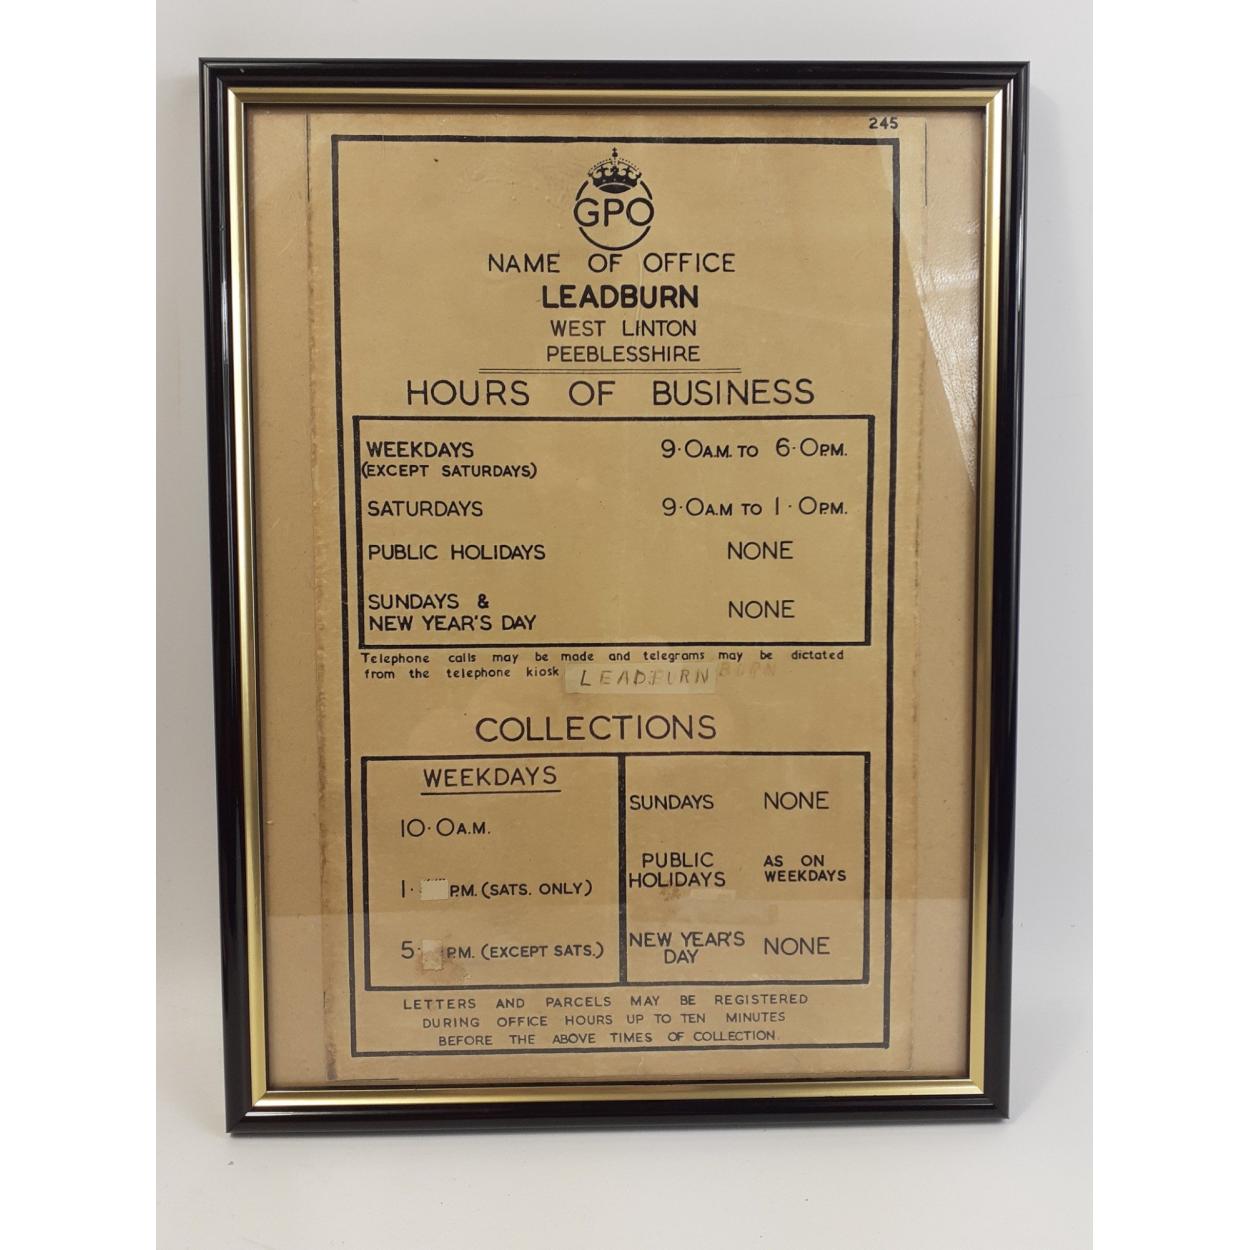 245
GPO
NAME OF OFFICE
LEADBURN
WEST LINTON
PEEBLESSHIRE
HOURS OF BUSINESS
WEEKDAYS 9·0A.M. TO 6·0P.M.
(EXCEPT SATURDAYS)
SATURDAYS 9·0A.M TO 1·0P.M.
PUBLIC HOLIDAYS NONE
SUNDAYS &
NEW YEAR'S DAY NONE
Telephone calls may be made and telegrams may be dictated
from the telephone kiosk LEADBURN BURN
COLLECTIONS
WEEKDAYS
10·0A.M.
1· P.M. (SATS. ONLY)
5· P.M. (EXCEPT SATS.)
SUNDAYS NONE
PUBLIC HOLIDAYS AS ON WEEKDAYS
NEW YEAR'S DAY NONE
LETTERS AND PARCELS MAY BE REGISTERED
DURING OFFICE HOURS UP TO TEN MINUTES
BEFORE THE ABOVE TIMES OF COLLECTION.